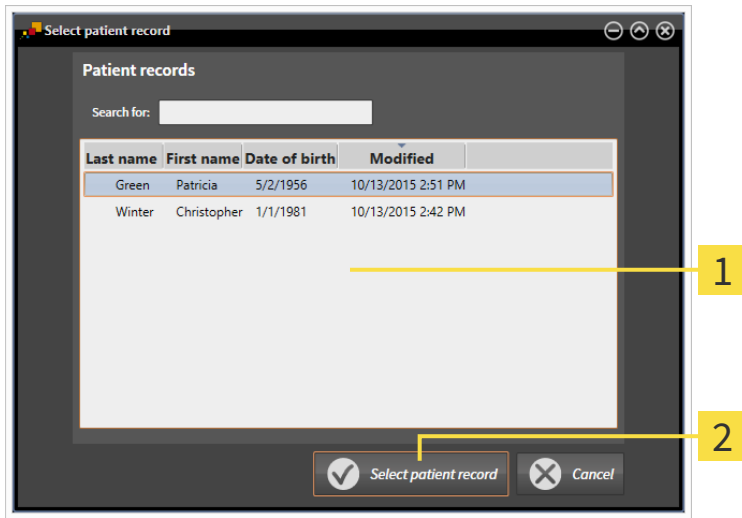 Select patient record
Patient records
Search for:
Last name First name Date of birth Modified
Green Patricia 5/2/1956 10/13/2015 2:51 PM
Winter Christopher 1/1/1981 10/13/2015 2:42 PM
1
2
Select patient record Cancel